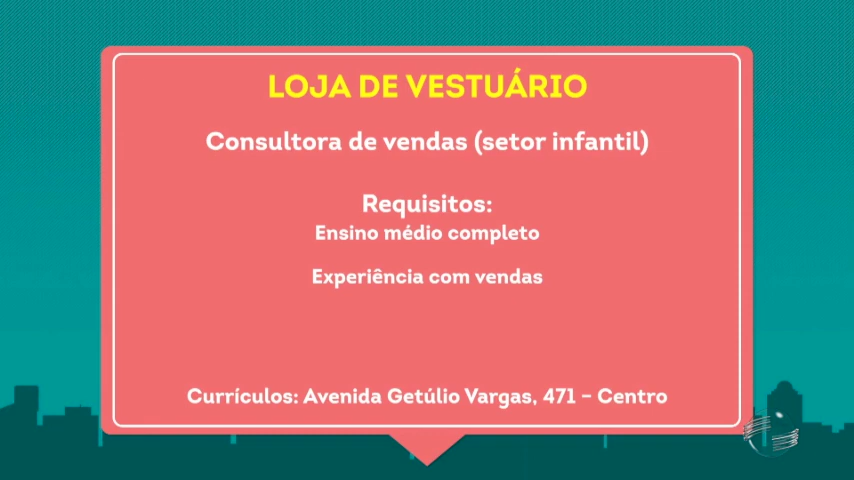 LOJA DE VESTUÁRIO
Consultora de vendas (setor infantil)
Requisitos:
Ensino médio completo
Experiência com vendas
Currículos: Avenida Getúlio Vargas, 471 – Centro